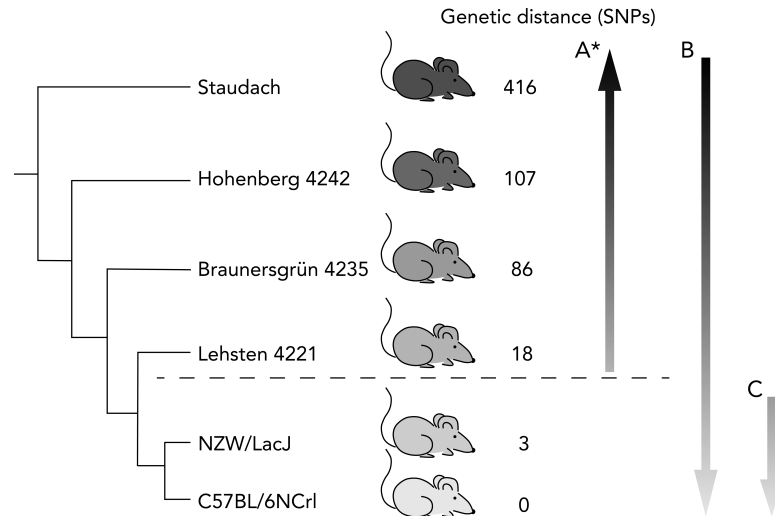 Genetic distance (SNPs)
A* B
Staudach 416
Hohenberg 4242 107
Braunersgrün 4235 86
Lehsten 4221 18
C
NZW/LacJ 3
C57BL/6NCrl 0